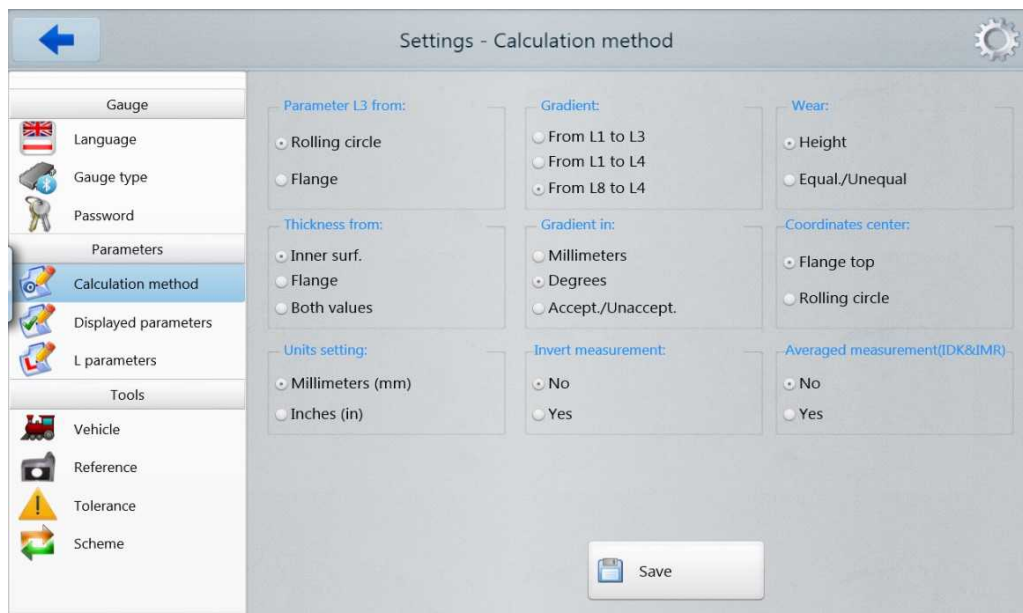 Settings - Calculation method
Gauge
Language
Gauge type
Password
Parameters
Calculation method
Displayed parameters
L parameters
Tools
Vehicle
Reference
Tolerance
Scheme
Parameter L3 from:
Rolling circle
Flange
Gradient:
From L1 to L3
From L1 to L4
From L8 to L4
Wear:
Height
Equal./Unequal
Thickness from:
Inner surf.
Flange
Both values
Gradient in:
Millimeters
Degrees
Accept./Unaccept.
Coordinates center:
Flange top
Rolling circle
Units setting:
Millimeters (mm)
Inches (in)
Invert measurement:
No
Yes
Averaged measurement(IDK&IMR)
No
Yes
Save